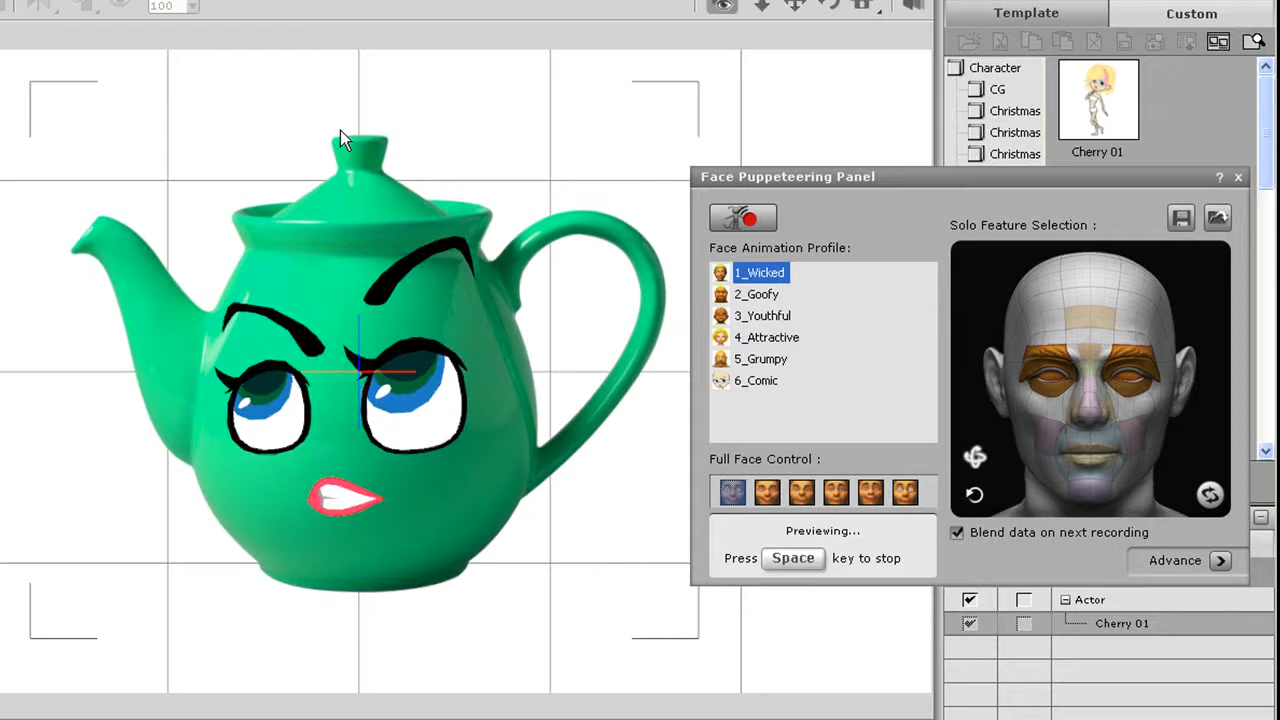 100
Template
Custom
Character
CG
Christmas
Christmas
Christmas
Cherry 01
Face Puppeteering Panel
? x
Face Animation Profile:
1_Wicked
2_Goofy
3_Youthful
4_Attractive
5_Grumpy
6_Comic
Full Face Control :
Previewing...
Press Space key to stop
Solo Feature Selection :
Blend data on next recording
Advance
Actor
Cherry 01